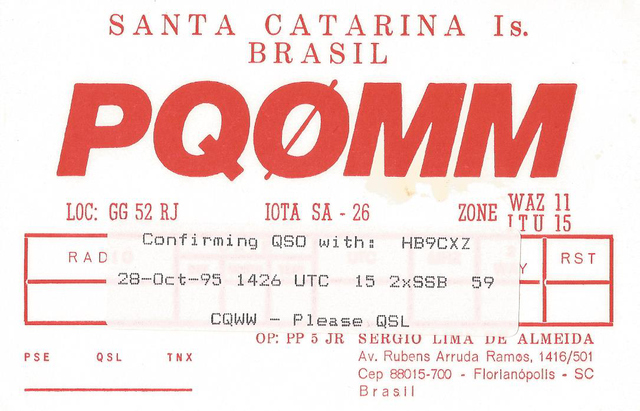 SANTA CATARINA Is.
BRASIL
PQØMM
LOC: GG 52 RJ IOTA SA - 26 ZONE WAZ 11
ITU 15
Confirming QSO with: HB9CXZ
RAD Y RST
28-Oct-95 1426 UTC 15 2xSSB 59
CQWW - Please QSL
OP: PP 5 JR SERGIO LIMA DE ALMEIDA
PSE QSL TNX Av. Rubens Arruda Ramos, 1416/501
Cep 88015-700 - Florianópolis - SC
Brasil